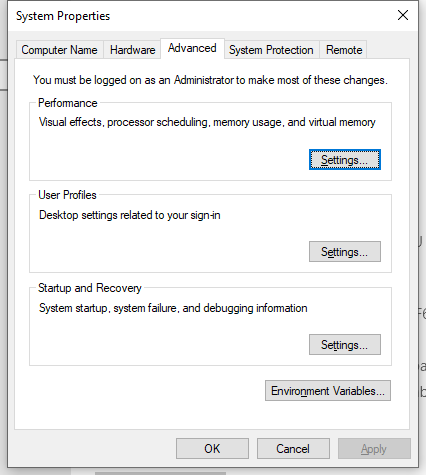 System Properties
Computer Name Hardware Advanced System Protection Remote
You must be logged on as an Administrator to make most of these changes.
Performance
Visual effects, processor scheduling, memory usage, and virtual memory
Settings...
User Profiles
Desktop settings related to your sign-in
Settings...
Startup and Recovery
System startup, system failure, and debugging information
Settings...
Environment Variables...
OK Cancel Apply